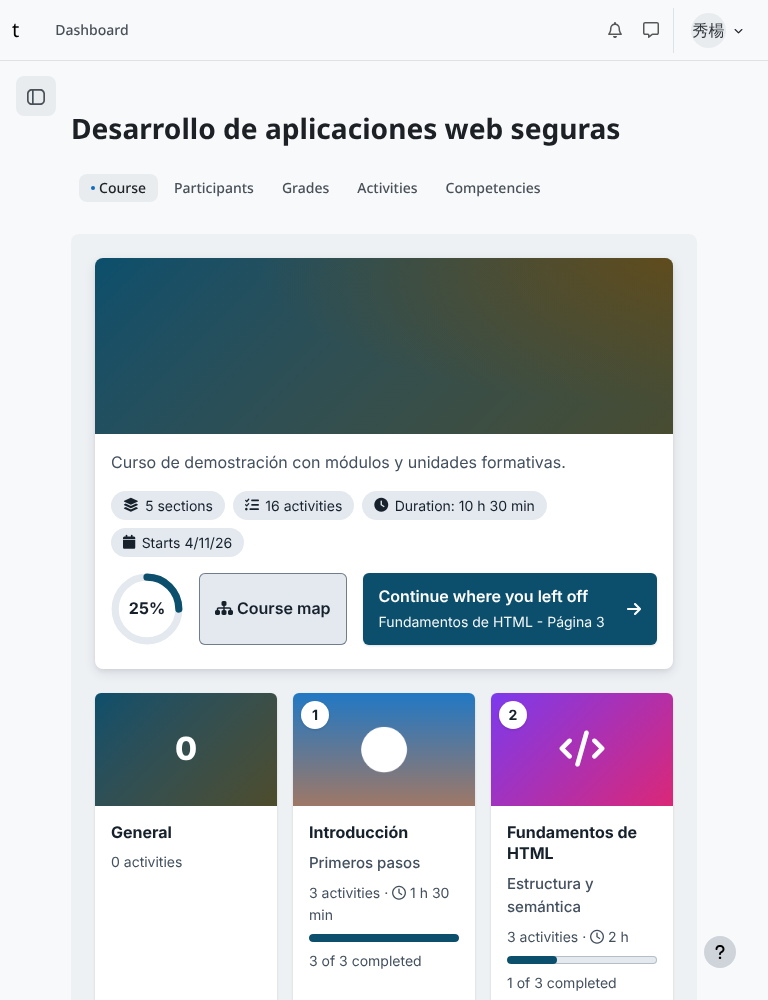 t
Dashboard
秀楊
Desarrollo de aplicaciones web seguras
Course
Participants
Grades
Activities
Competencies
Curso de demostración con módulos y unidades formativas.
5 sections
16 activities
Duration: 10 h 30 min
Starts 4/11/26
25%
Course map
Continue where you left off
Fundamentos de HTML - Página 3
0
General
0 activities
1
Introducción
Primeros pasos
3 activities · 1 h 30
min
3 of 3 completed
2
</>
Fundamentos de
HTML
Estructura y
semántica
3 activities · 2 h
1 of 3 completed
?